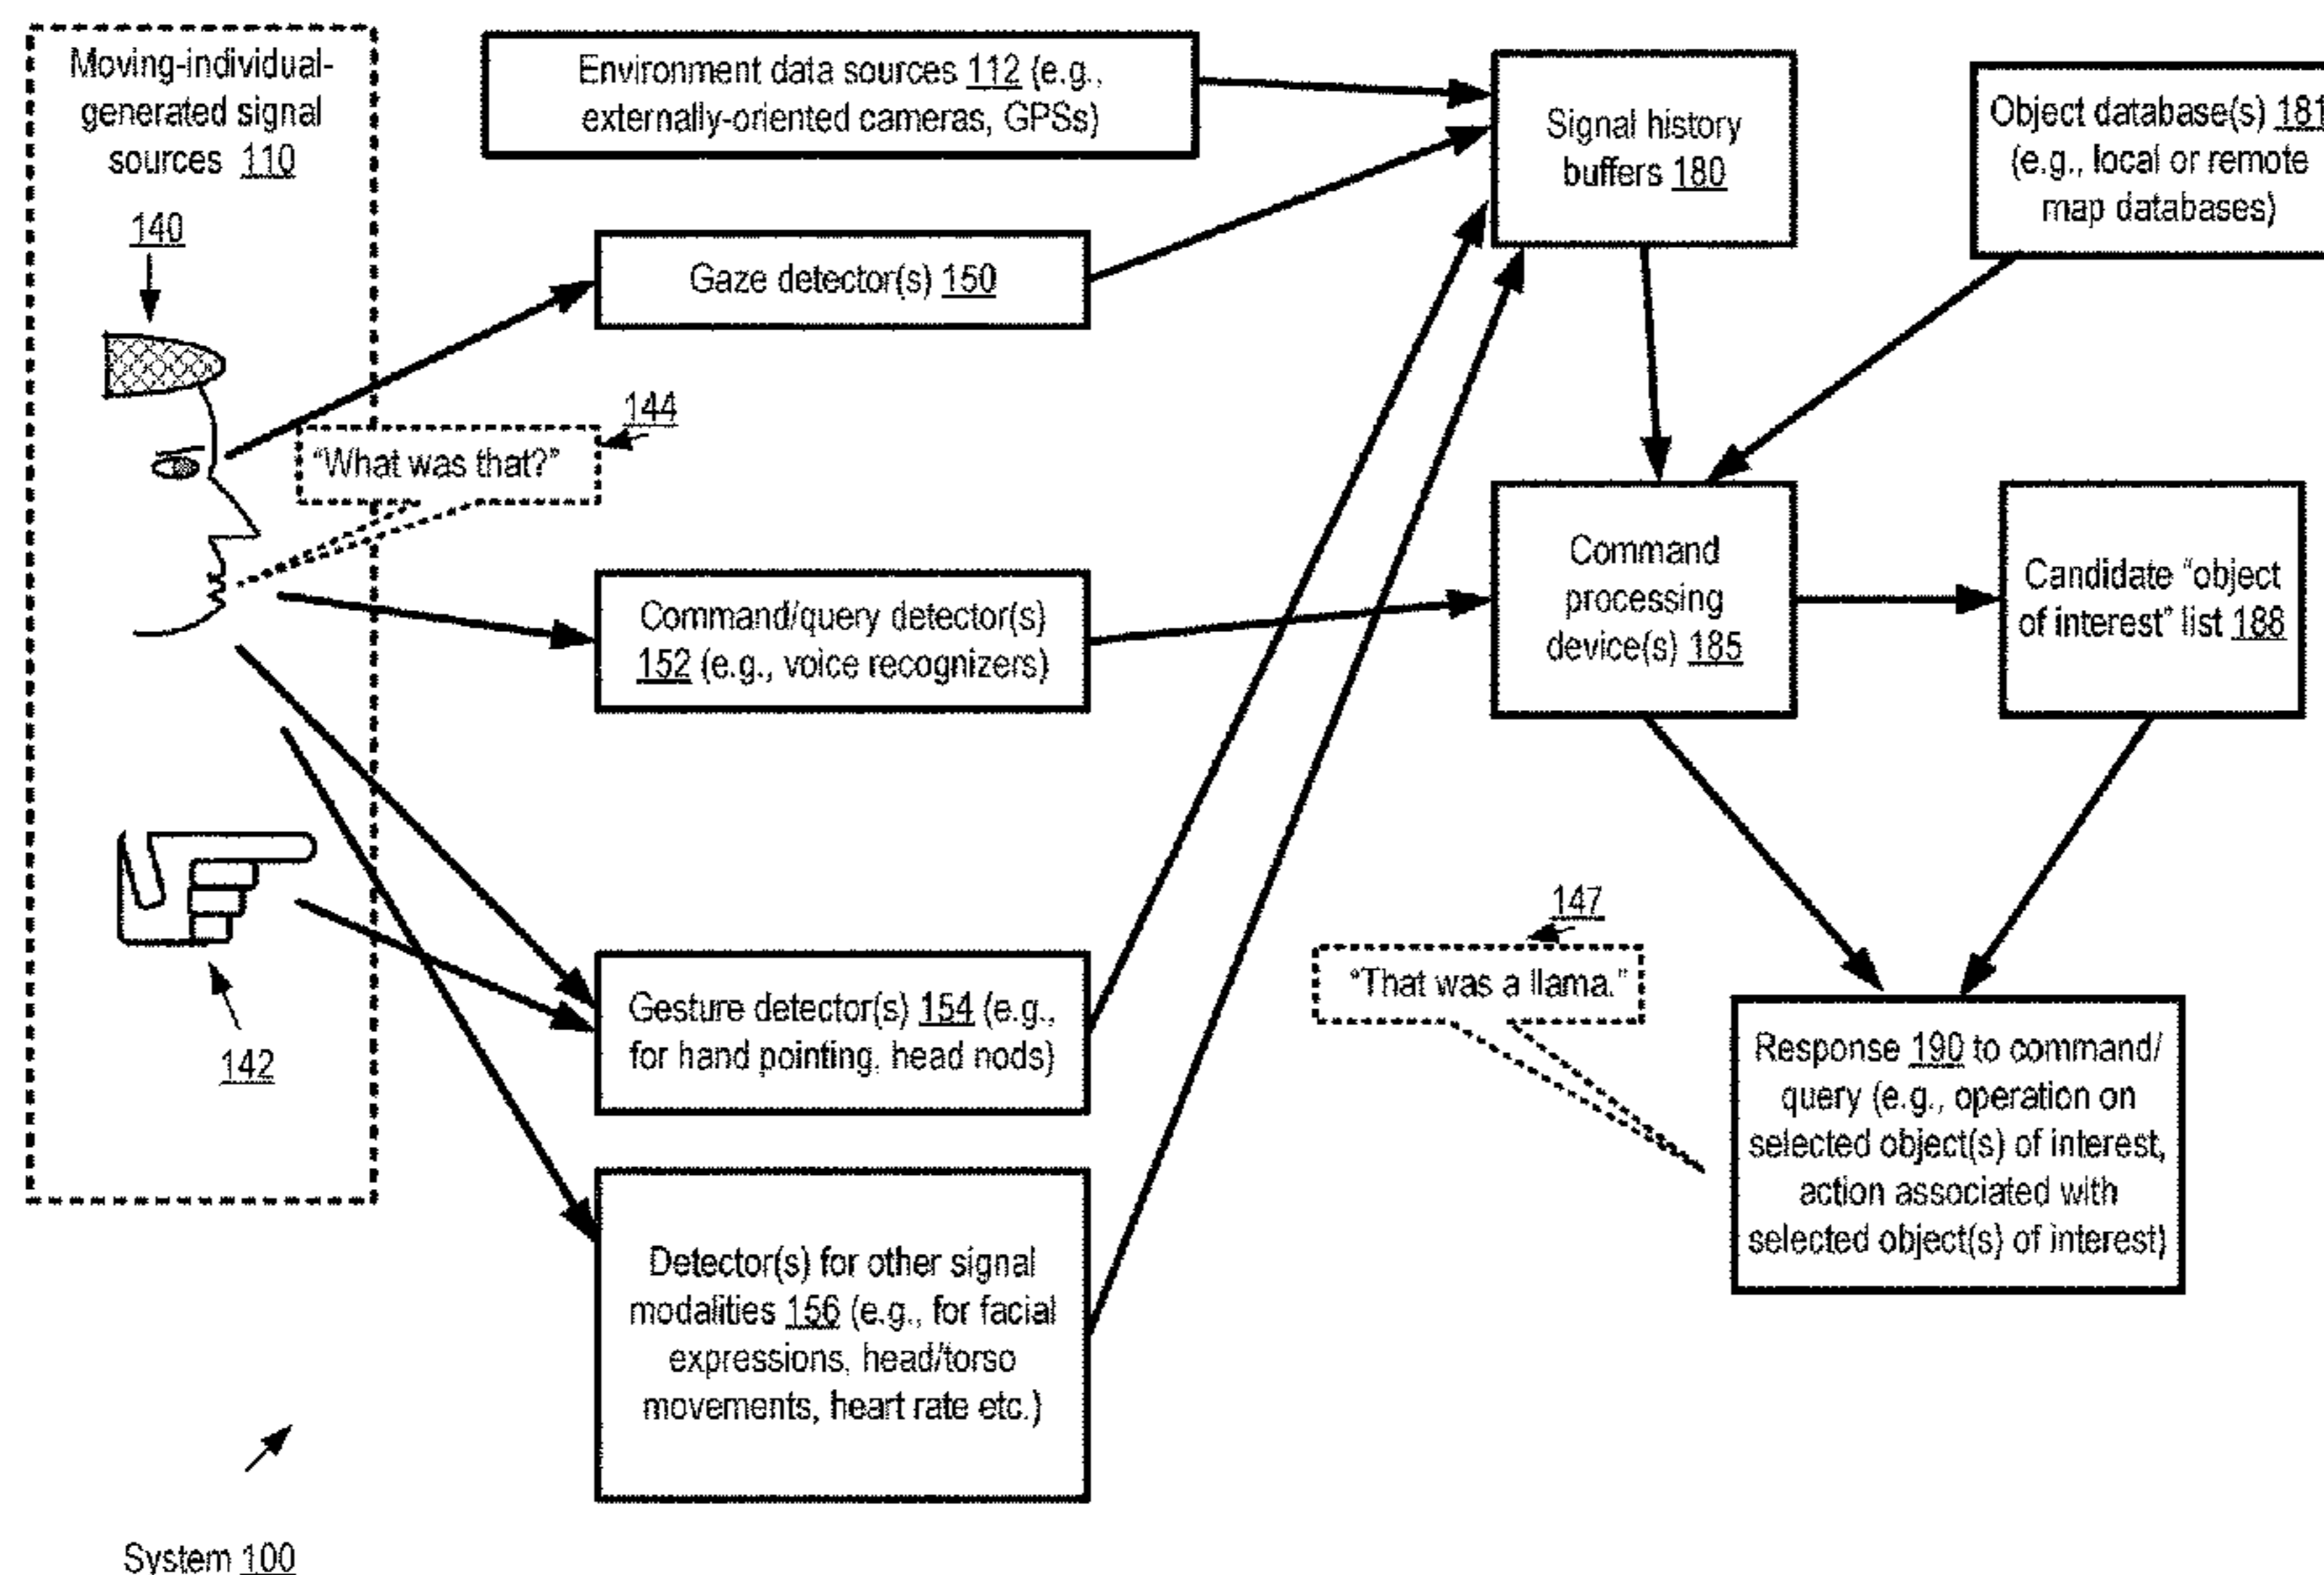 Moving-individual-
generated signal
sources 110
140
Environment data sources 112 (e.g.,
externally-oriented cameras, GPSs)
Signal history
buffers 180
Object database(s) 181
(e.g., local or remote
map databases)
Gaze detector(s) 150
144
"What was that?"
Command/query detector(s)
152 (e.g., voice recognizers)
Command
processing
device(s) 185
Candidate "object
of interest" list 188
142
Gesture detector(s) 154 (e.g.,
for hand pointing, head nods)
147
"That was a llama."
Response 190 to command/
query (e.g., operation on
selected object(s) of interest,
action associated with
selected object(s) of interest)
Detector(s) for other signal
modalities 156 (e.g., for facial
expressions, head/torso
movements, heart rate etc.)
System 100